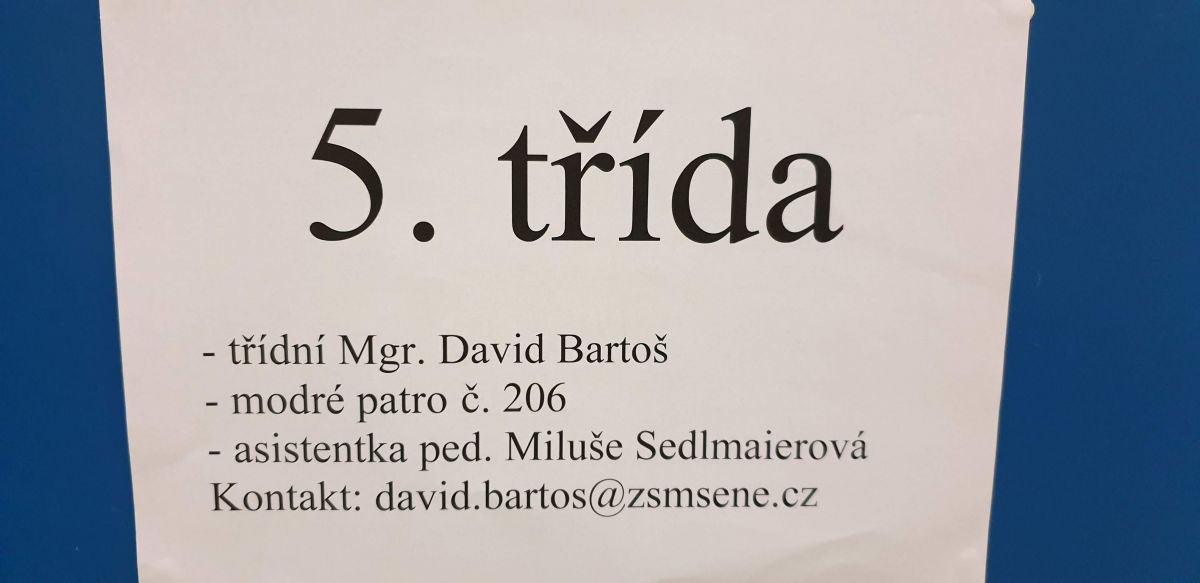 5. třída
- třídní Mgr. David Bartoš
- modré patro č. 206
- asistentka ped. Miluše Sedlmaierová
Kontakt: david.bartos@zsmsene.cz